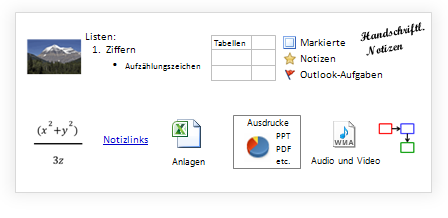 Listen:
1. Ziffern
▪ Aufzählungszeichen
Tabellen
Markierte
Notizen
Outlook-Aufgaben
Handschriftl.
Notizen
(x²+y²)
3z
Notizlinks
Anlagen
Ausdrucke
PPT
PDF
etc.
WMA
Audio und Video